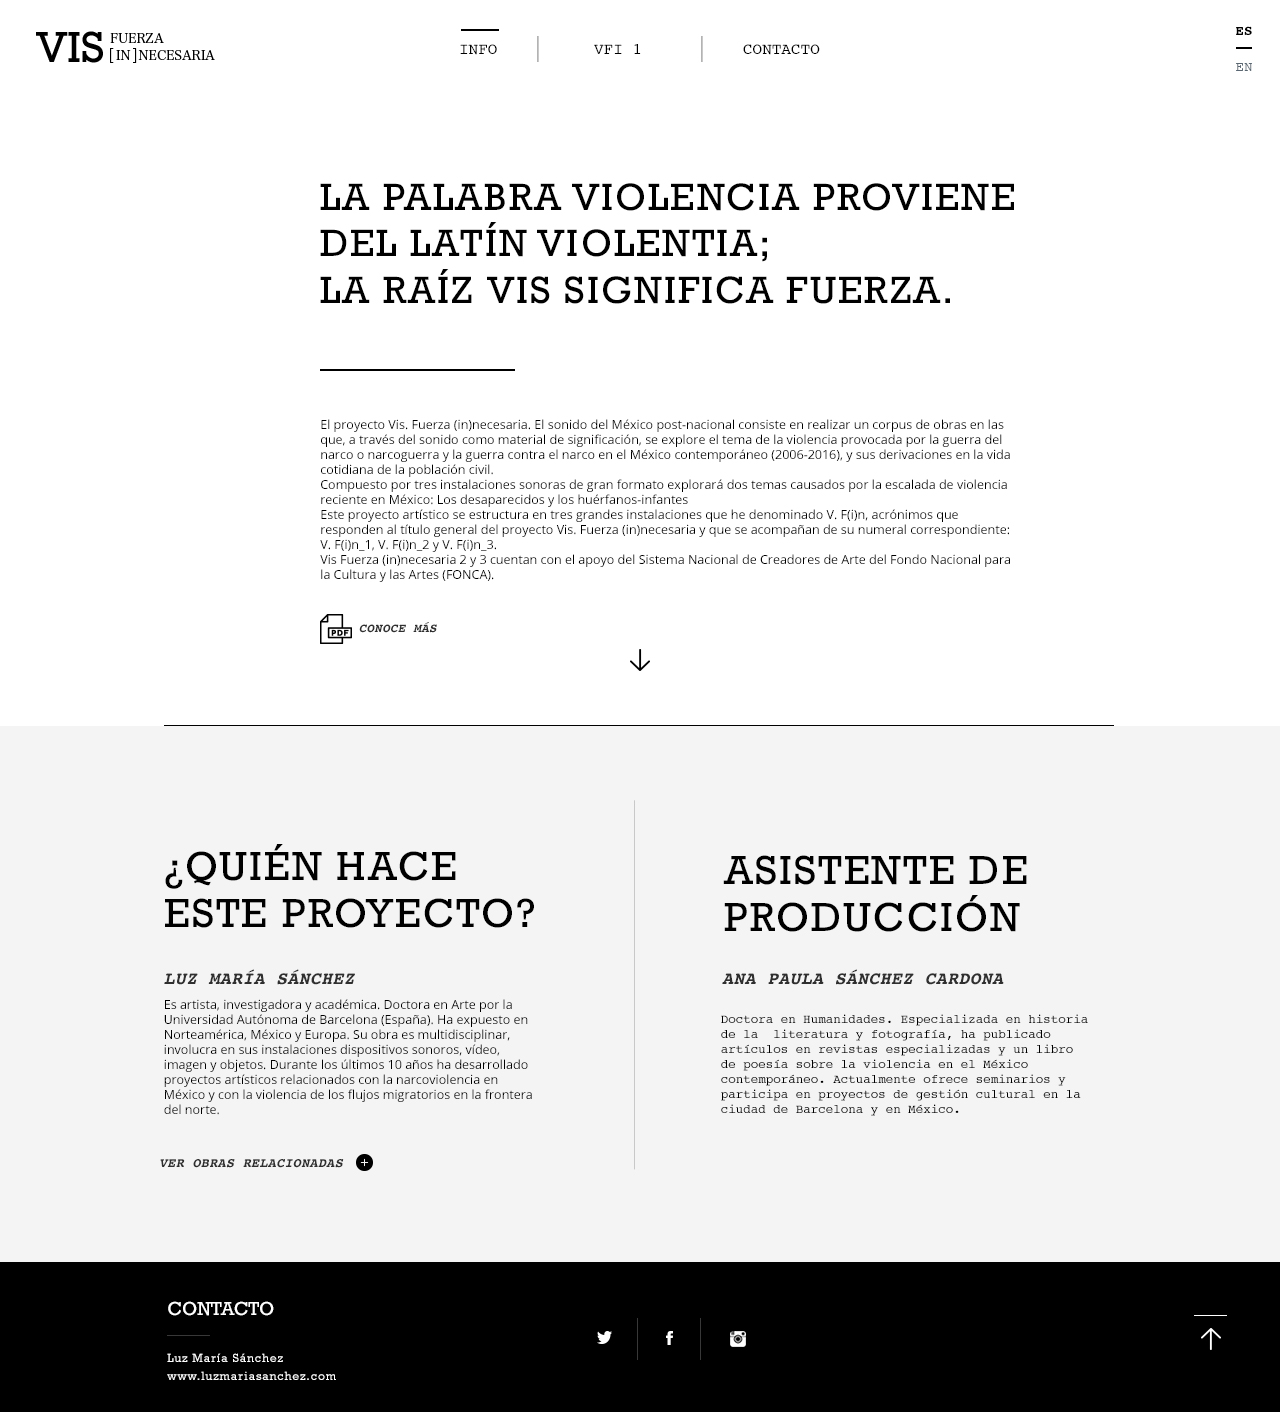 VIS FUERZA
[IN]NECESARIA
INFO
VFI 1
CONTACTO
ES
EN
LA PALABRA VIOLENCIA PROVIENE
DEL LATÍN VIOLENTIA;
LA RAÍZ VIS SIGNIFICA FUERZA.
El proyecto Vis. Fuerza (in)necesaria. El sonido del México post-nacional consiste en realizar un corpus de obras en las
que, a través del sonido como material de significación, se explore el tema de la violencia provocada por la guerra del
narco o narcoguerra y la guerra contra el narco en el México contemporáneo (2006-2016), y sus derivaciones en la vida
cotidiana de la población civil.
Compuesto por tres instalaciones sonoras de gran formato explorará dos temas causados por la escalada de violencia
reciente en México: Los desaparecidos y los huérfanos-infantes
Este proyecto artístico se estructura en tres grandes instalaciones que he denominado V. F(i)n, acrónimos que
responden al título general del proyecto Vis. Fuerza (in)necesaria y que se acompañan de su numeral correspondiente:
V. F(i)n_1, V. F(i)n_2 y V. F(i)n_3.
Vis Fuerza (in)necesaria 2 y 3 cuentan con el apoyo del Sistema Nacional de Creadores de Arte del Fondo Nacional para
la Cultura y las Artes (FONCA).
PDF CONOCE MÁS
¿QUIÉN HACE
ESTE PROYECTO?
LUZ MARÍA SÁNCHEZ
Es artista, investigadora y académica. Doctora en Arte por la
Universidad Autónoma de Barcelona (España). Ha expuesto en
Norteamérica, México y Europa. Su obra es multidisciplinar,
involucra en sus instalaciones dispositivos sonoros, vídeo,
imagen y objetos. Durante los últimos 10 años ha desarrollado
proyectos artísticos relacionados con la narcoviolencia en
México y con la violencia de los flujos migratorios en la frontera
del norte.
VER OBRAS RELACIONADAS
ASISTENTE DE
PRODUCCIÓN
ANA PAULA SÁNCHEZ CARDONA
Doctora en Humanidades. Especializada en historia
de la  literatura y fotografía, ha publicado
artículos en revistas especializadas y un libro
de poesía sobre la violencia en el México
contemporáneo. Actualmente ofrece seminarios y
participa en proyectos de gestión cultural en la
ciudad de Barcelona y en México.
CONTACTO
Luz María Sánchez
www.luzmariasanchez.com